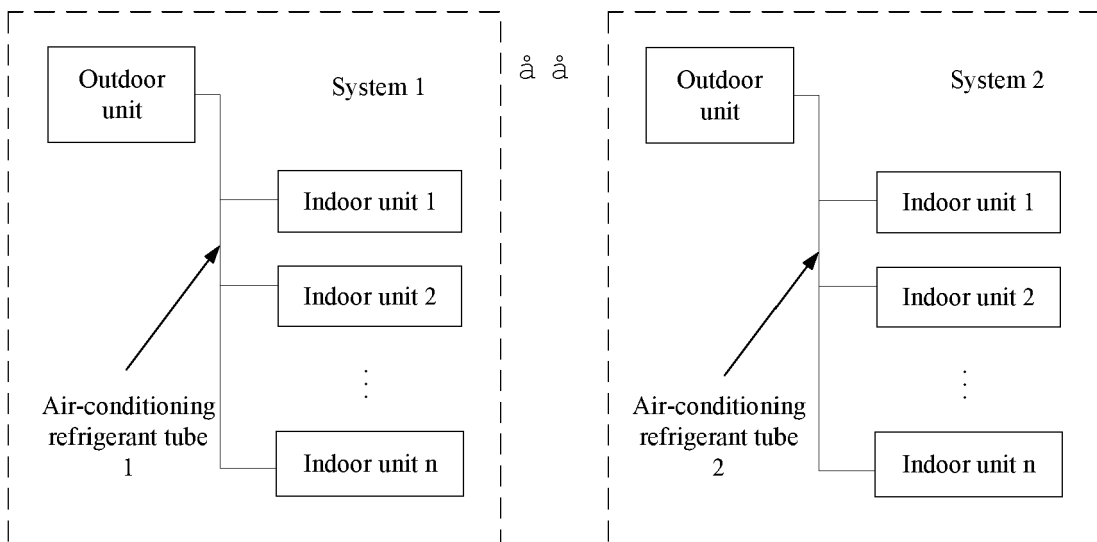 Outdoor
unit
System 1
Indoor unit 1
Indoor unit 2
Air-conditioning
refrigerant tube
1
Indoor unit n
Outdoor
unit
System 2
Indoor unit 1
Indoor unit 2
Air-conditioning
refrigerant tube
2
Indoor unit n